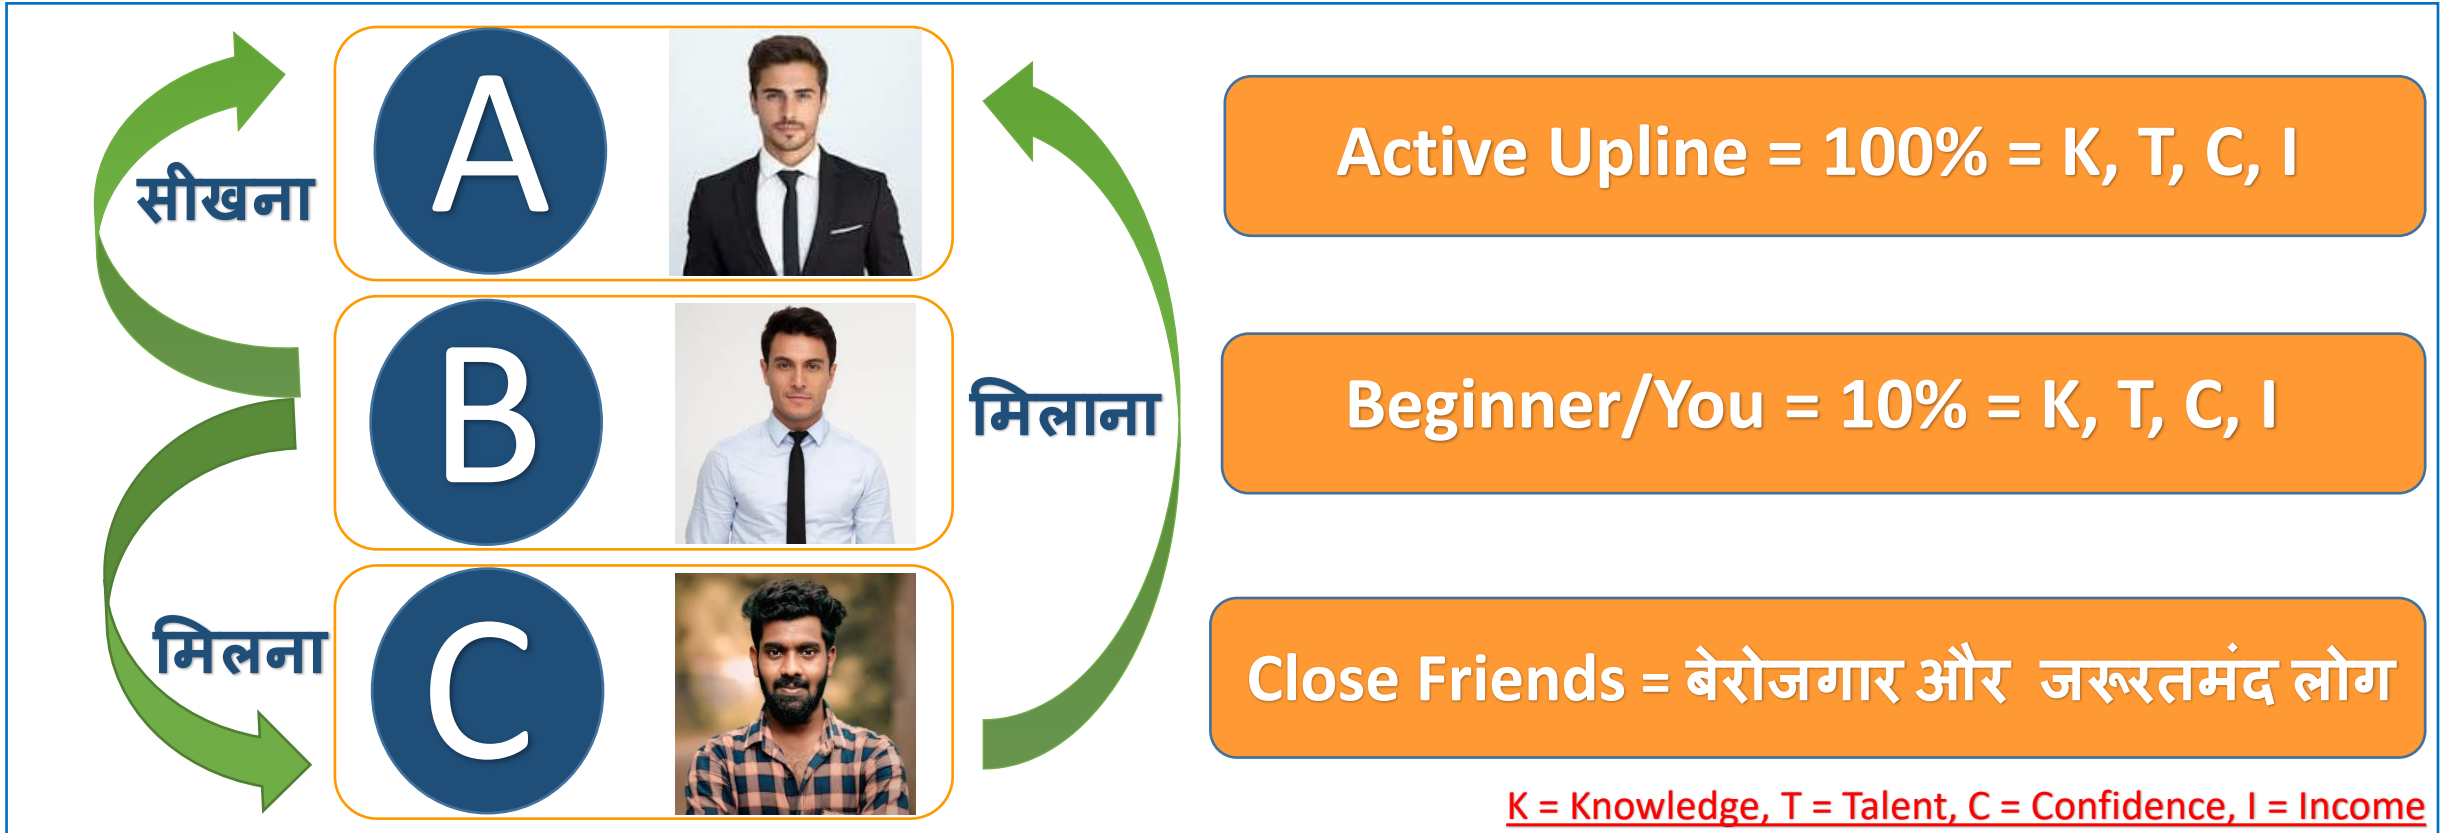 A
Active Upline = 100% = K, T, C, I
सीखना
B
मिलाना
Beginner/You = 10% = K, T, C, I
मिलना
C
Close Friends = बेरोजगार और जरूरतमंद लोग
K = Knowledge, T = Talent, C = Confidence, I = Income